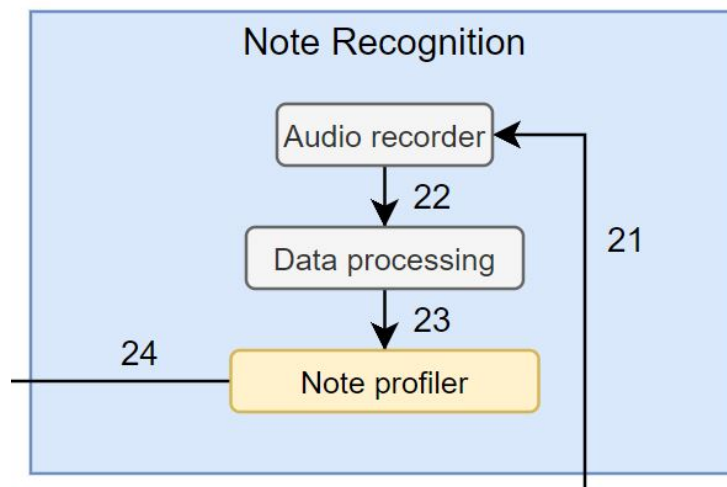 Note Recognition
Audio recorder
22
21
Data processing
23
24
Note profiler